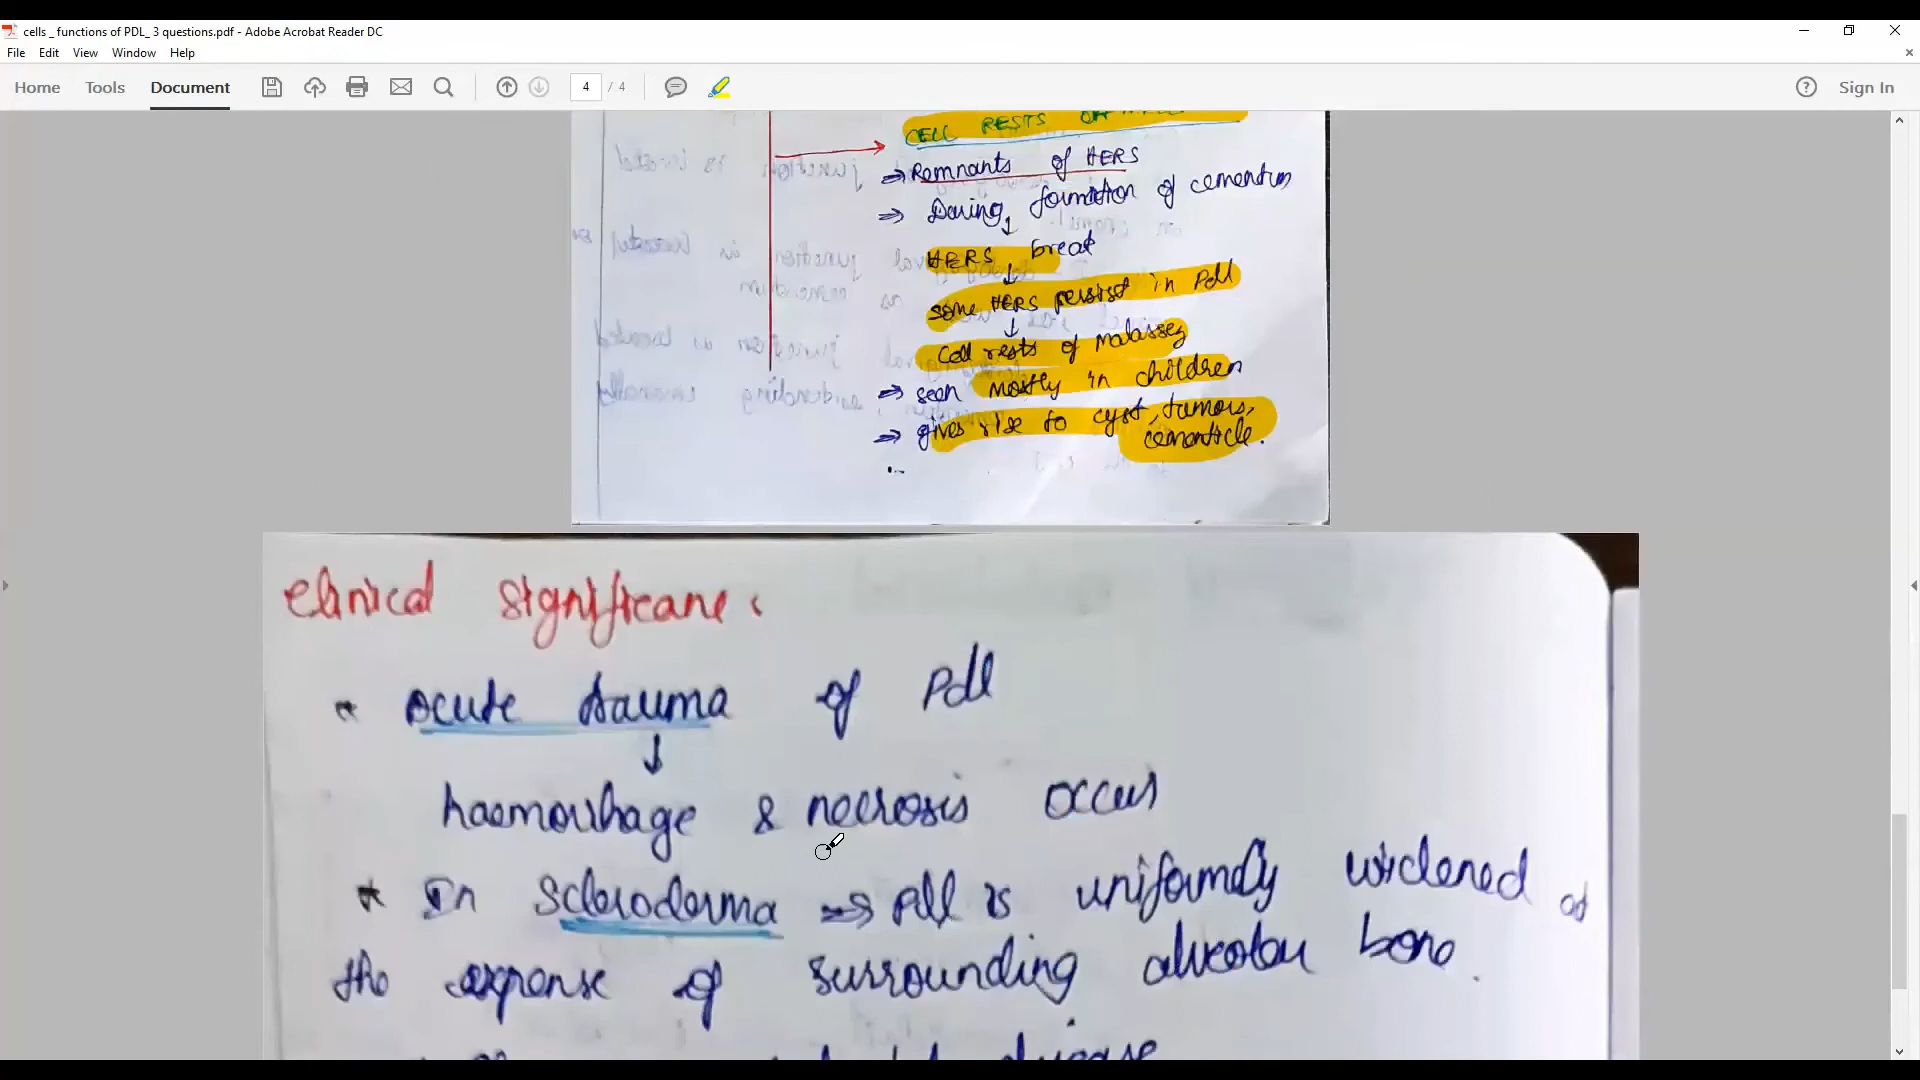 cells _ functions of PDL_ 3 questions.pdf - Adobe Acrobat Reader DC
File Edit View Window Help
Home Tools Document 4 / 4 Sign In
CELL RESTS OF
⇒ Remnants of HERS
⇒ During formation of cementum
↓
HERS break
↓
some HERS persist in Pdl
↓
Cell rests of malassez
⇒ seen mostly in children
⇒ gives rise to cyst, tumors,
cementicle.
Clinical significane :
* acute trauma of Pdl
↓
haemorrhage & necrosis occur
* In Scleroderma ⇒ Pdl is uniformly widened at
the expense of surrounding alveolar bone.
disease